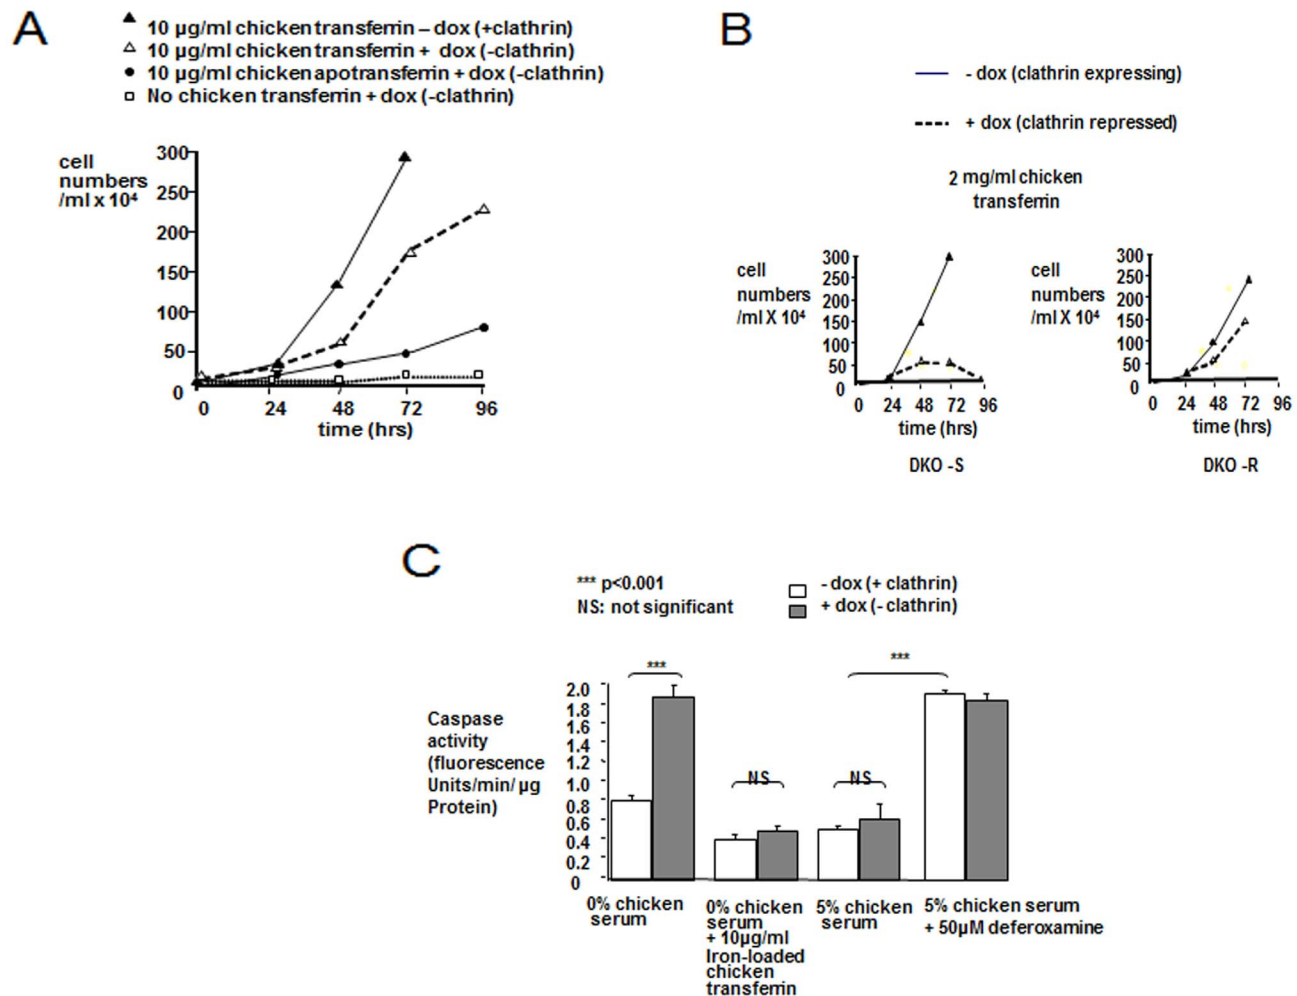 A
10 µg/ml chicken transferrin – dox (+clathrin)
10 µg/ml chicken transferrin + dox (-clathrin)
10 µg/ml chicken apotransferrin + dox (-clathrin)
No chicken transferrin + dox (-clathrin)
cell
numbers
/ml x 10⁴
300
250
200
150
100
50
0
0 24 48 72 96
time (hrs)
B
- dox (clathrin expressing)
+ dox (clathrin repressed)
2 mg/ml chicken
transferrin
cell
numbers
/ml X 10⁴
300
250
200
150
100
50
0
0 24 48 72 96
time (hrs)
DKO -S
cell
numbers
/ml X 10⁴
300
250
200
150
100
50
0
0 24 48 72 96
time (hrs)
DKO -R
C
*** p<0.001
NS: not significant
- dox (+ clathrin)
+ dox (- clathrin)
Caspase
activity
(fluorescence
Units/min/ µg
Protein)
2.0
1.8
1.6
1.4
1.2
1.0
0.8
0.6
0.4
0.2
0
***
NS
NS
***
0% chicken
serum
0% chicken
serum
+ 10µg/ml
Iron-loaded
chicken
transferrin
5% chicken
serum
5% chicken serum
+ 50µM deferoxamine